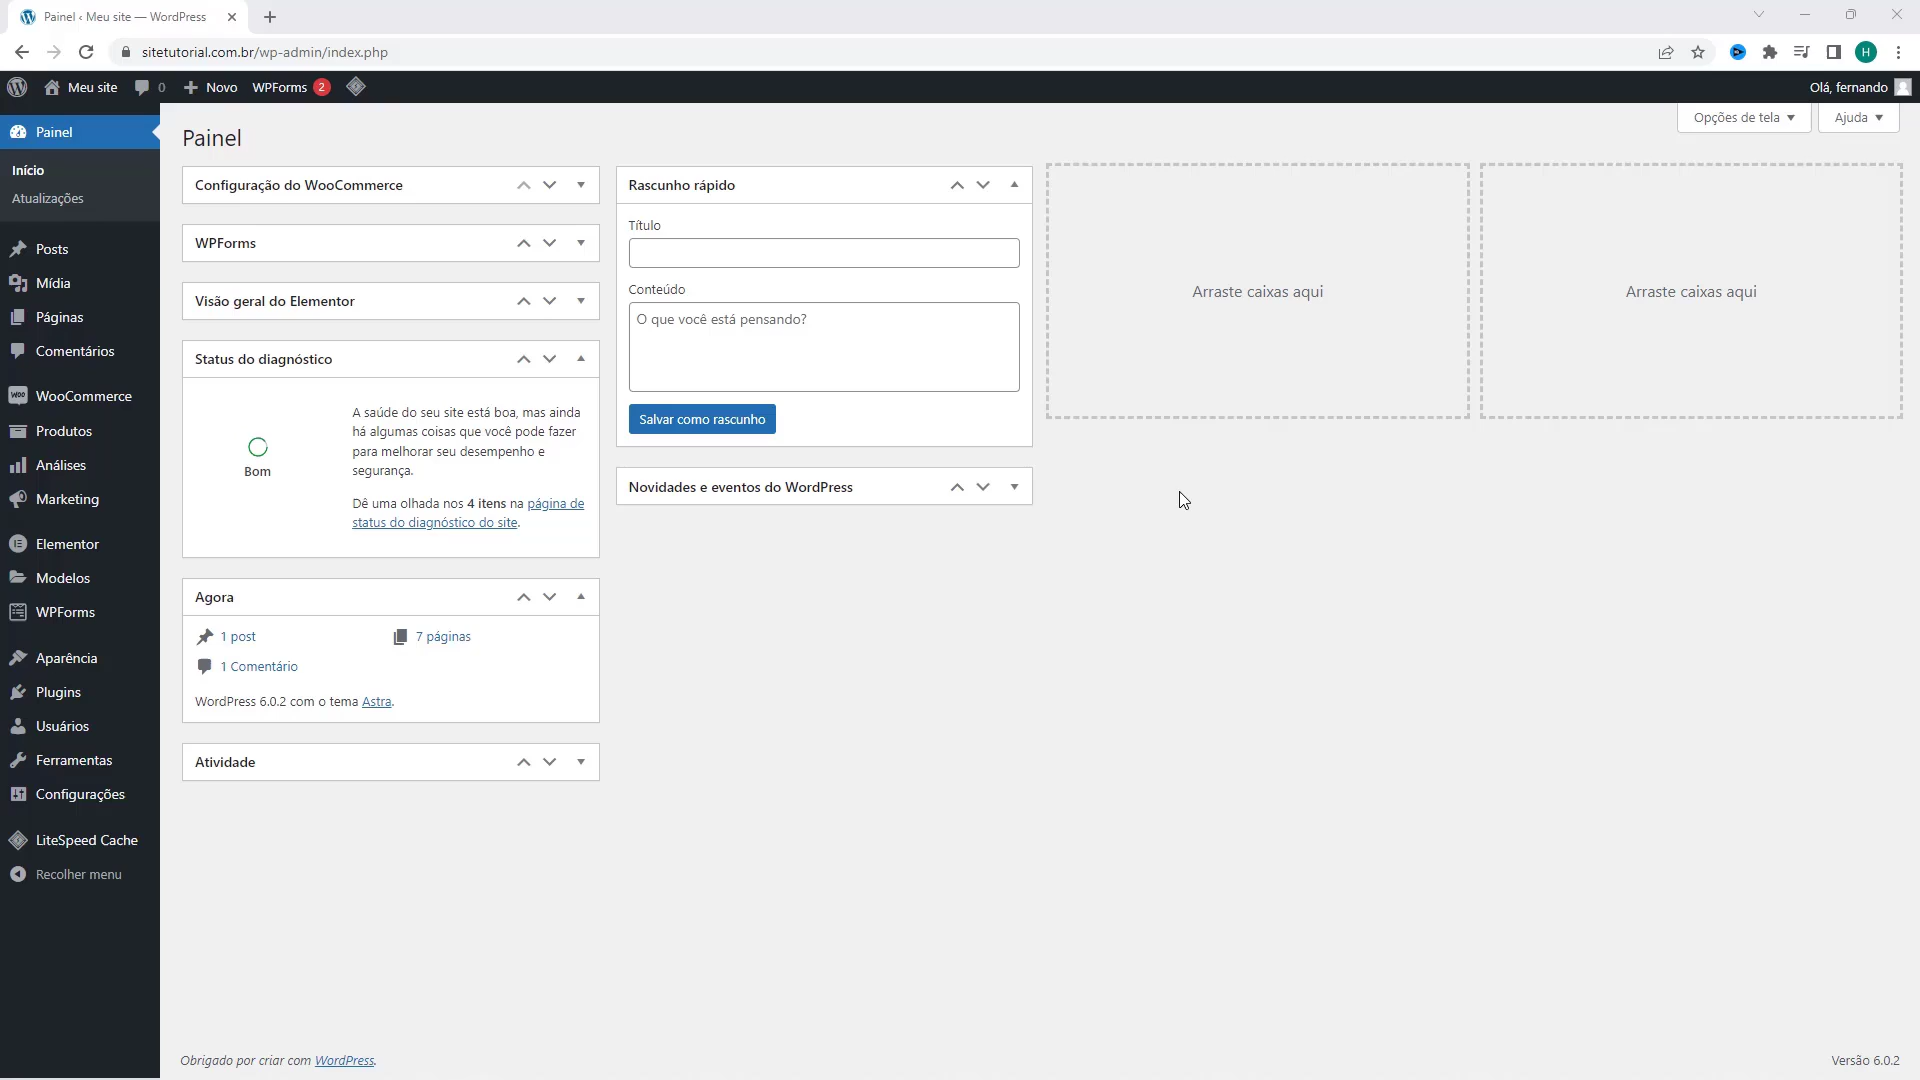 Painel ‹ Meu site — WordPress
sitetutorial.com.br/wp-admin/index.php
H
Meu site
0
Novo
WPForms 2
Olá, fernando
Painel
Início
Atualizações
Posts
Mídia
Páginas
Comentários
WooCommerce
Produtos
Análises
Marketing
Elementor
Modelos
WPForms
Aparência
Plugins
Usuários
Ferramentas
Configurações
LiteSpeed Cache
Recolher menu
Opções de tela
Ajuda
Painel
Configuração do WooCommerce
WPForms
Visão geral do Elementor
Status do diagnóstico
Bom
A saúde do seu site está boa, mas ainda
há algumas coisas que você pode fazer
para melhorar seu desempenho e
segurança.
Dê uma olhada nos 4 itens na página de
status do diagnóstico do site.
Agora
1 post
7 páginas
1 Comentário
WordPress 6.0.2 com o tema Astra.
Atividade
Rascunho rápido
Título
Conteúdo
O que você está pensando?
Salvar como rascunho
Novidades e eventos do WordPress
Arraste caixas aqui
Arraste caixas aqui
Obrigado por criar com WordPress.
Versão 6.0.2